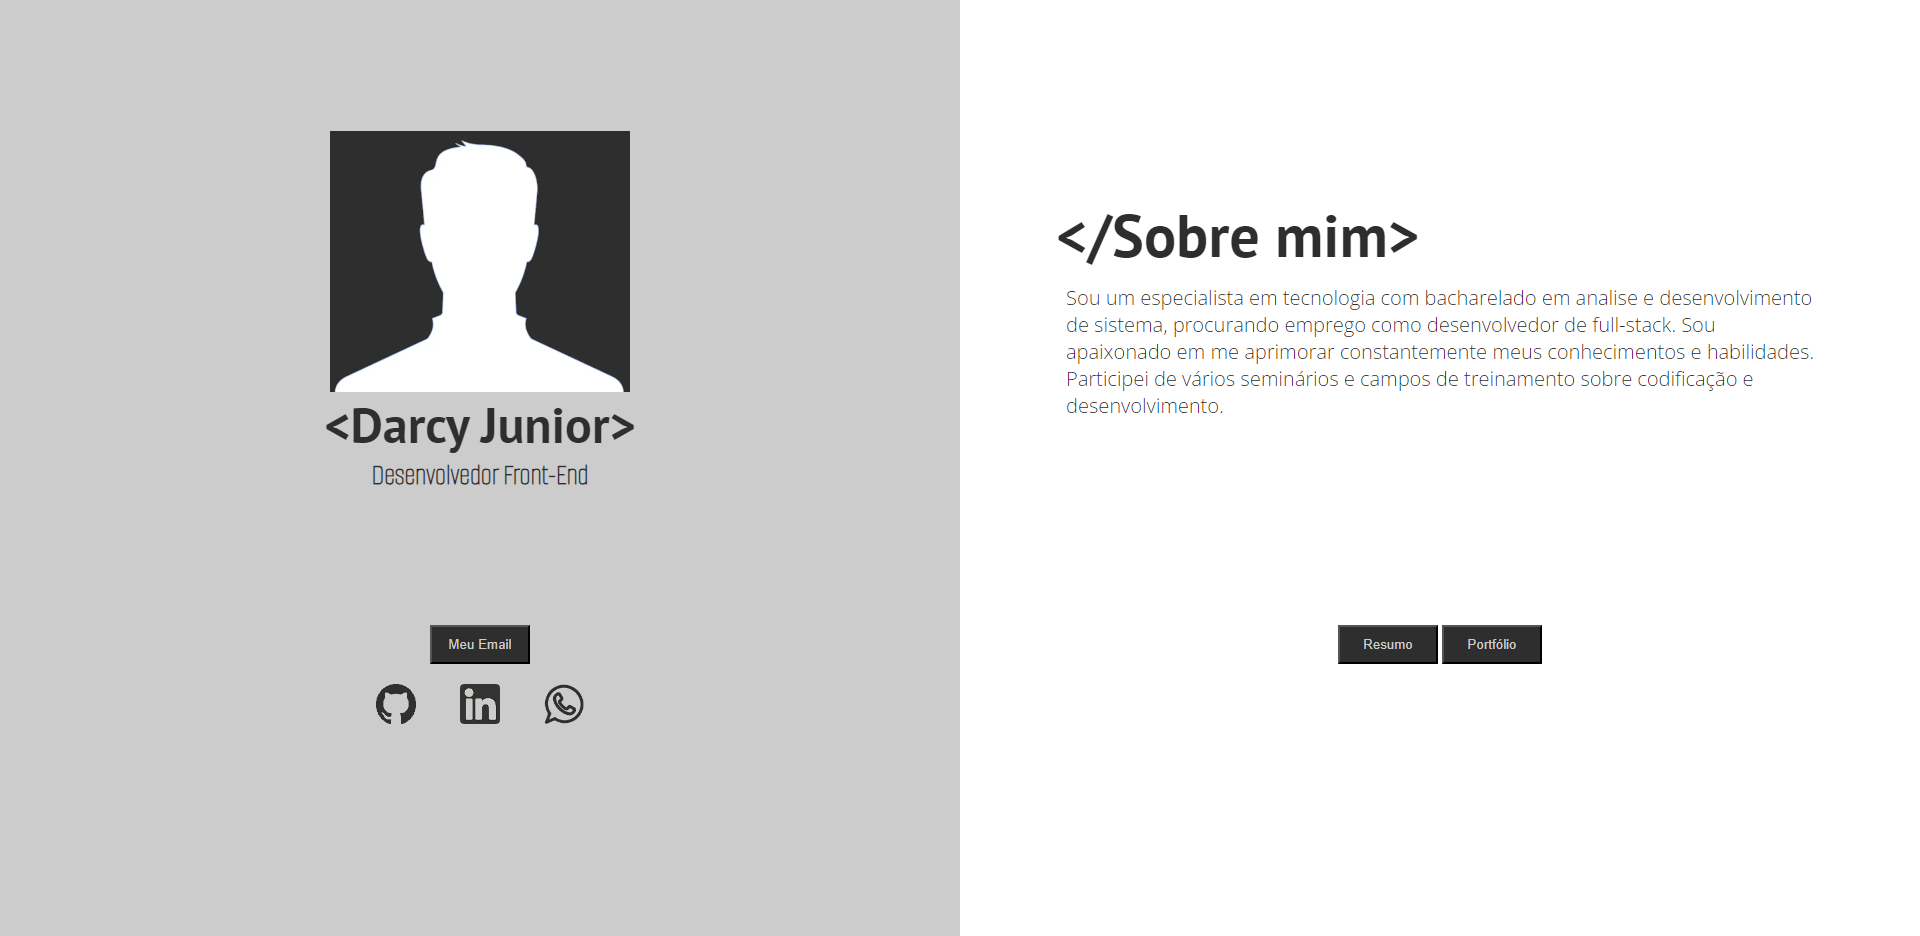 <Darcy Junior>
Desenvolvedor Front-End
Meu Email
</Sobre mim>
Sou um especialista em tecnologia com bacharelado em analise e desenvolvimento
de sistema, procurando emprego como desenvolvedor de full-stack. Sou
apaixonado em me aprimorar constantemente meus conhecimentos e habilidades.
Participei de vários seminários e campos de treinamento sobre codificação e
desenvolvimento.
Resumo
Portfólio